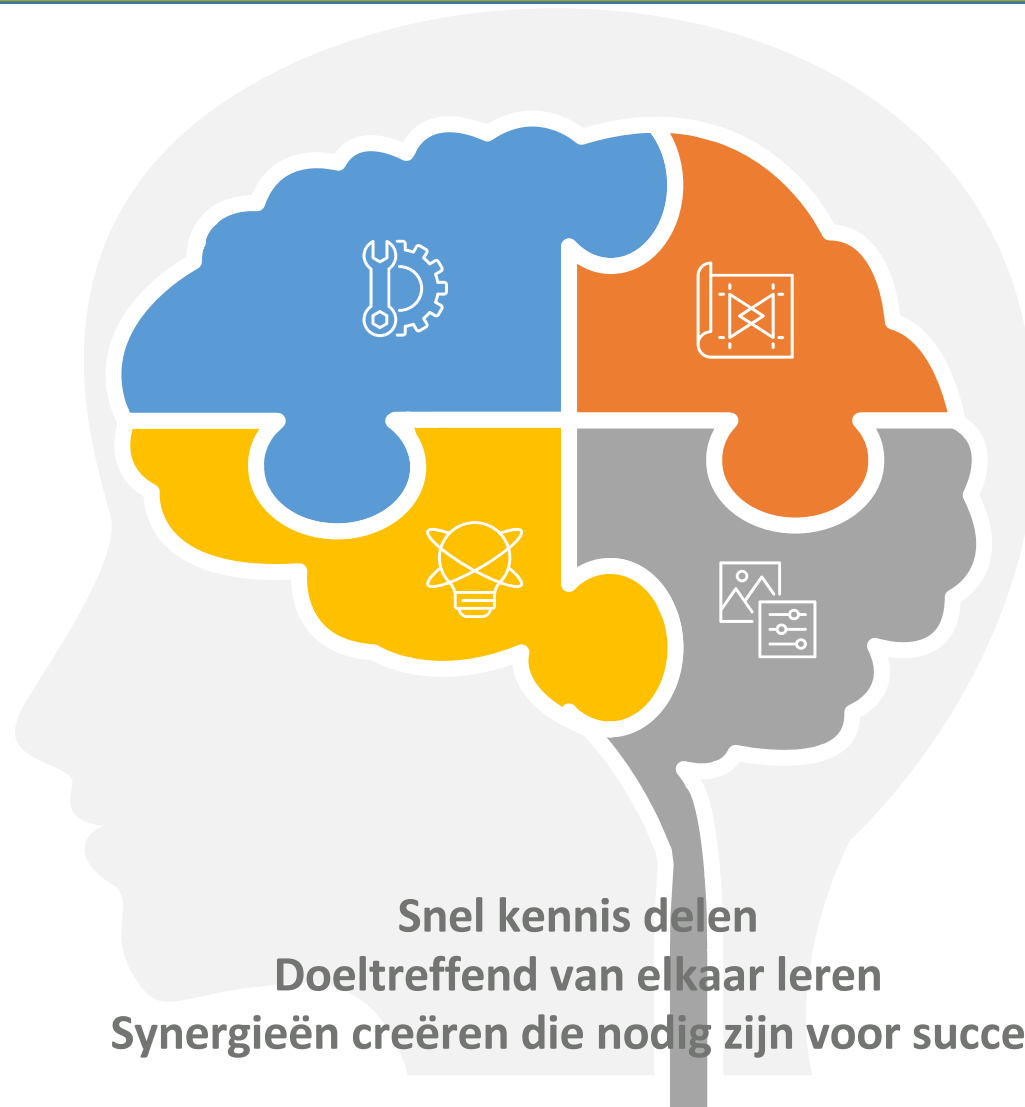 Snel kennis delen
Doeltreffend van elkaar leren
Synergieën creëren die nodig zijn voor succe